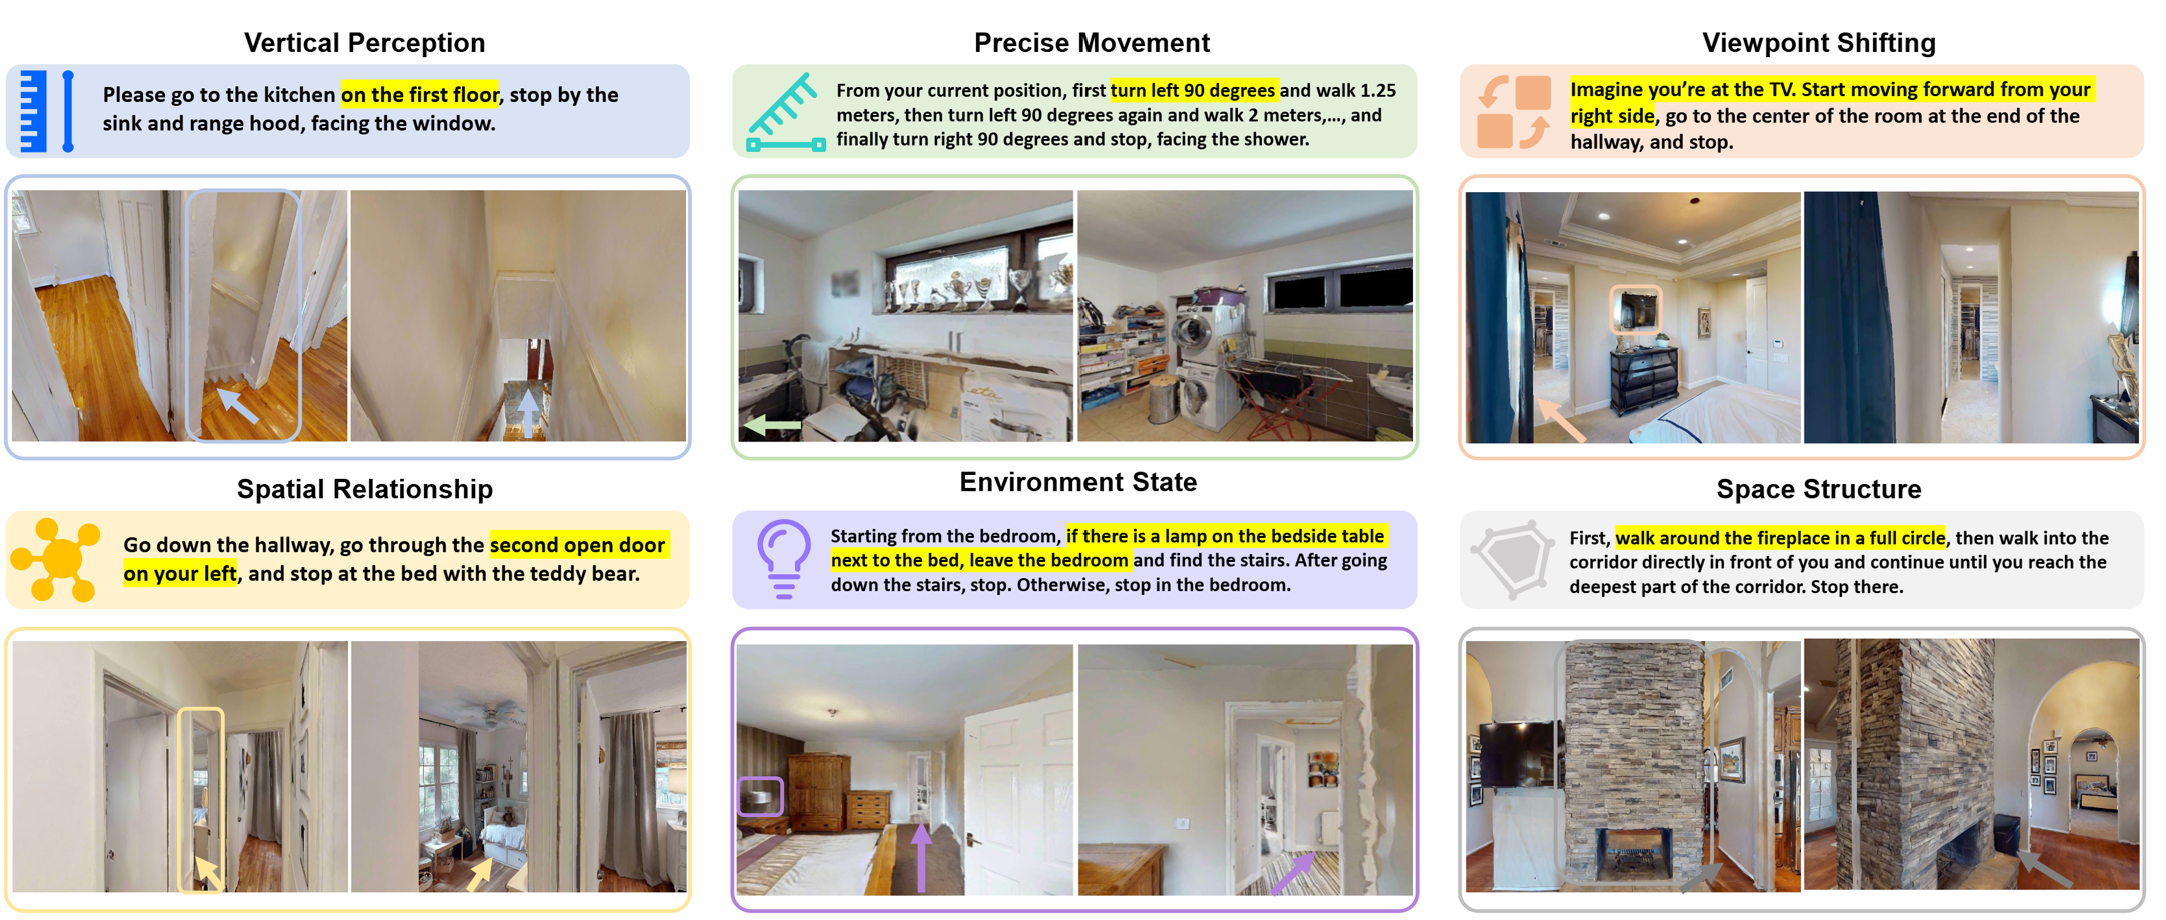 Vertical Perception
Please go to the kitchen on the first floor, stop by the
sink and range hood, facing the window.
Precise Movement
From your current position, first turn left 90 degrees and walk 1.25
meters, then turn left 90 degrees again and walk 2 meters,..., and
finally turn right 90 degrees and stop, facing the shower.
Viewpoint Shifting
Imagine you're at the TV. Start moving forward from your
right side, go to the center of the room at the end of the
hallway, and stop.
Spatial Relationship
Go down the hallway, go through the second open door
on your left, and stop at the bed with the teddy bear.
Environment State
Starting from the bedroom, if there is a lamp on the bedside table
next to the bed, leave the bedroom and find the stairs. After going
down the stairs, stop. Otherwise, stop in the bedroom.
Space Structure
First, walk around the fireplace in a full circle, then walk into the
corridor directly in front of you and continue until you reach the
deepest part of the corridor. Stop there.